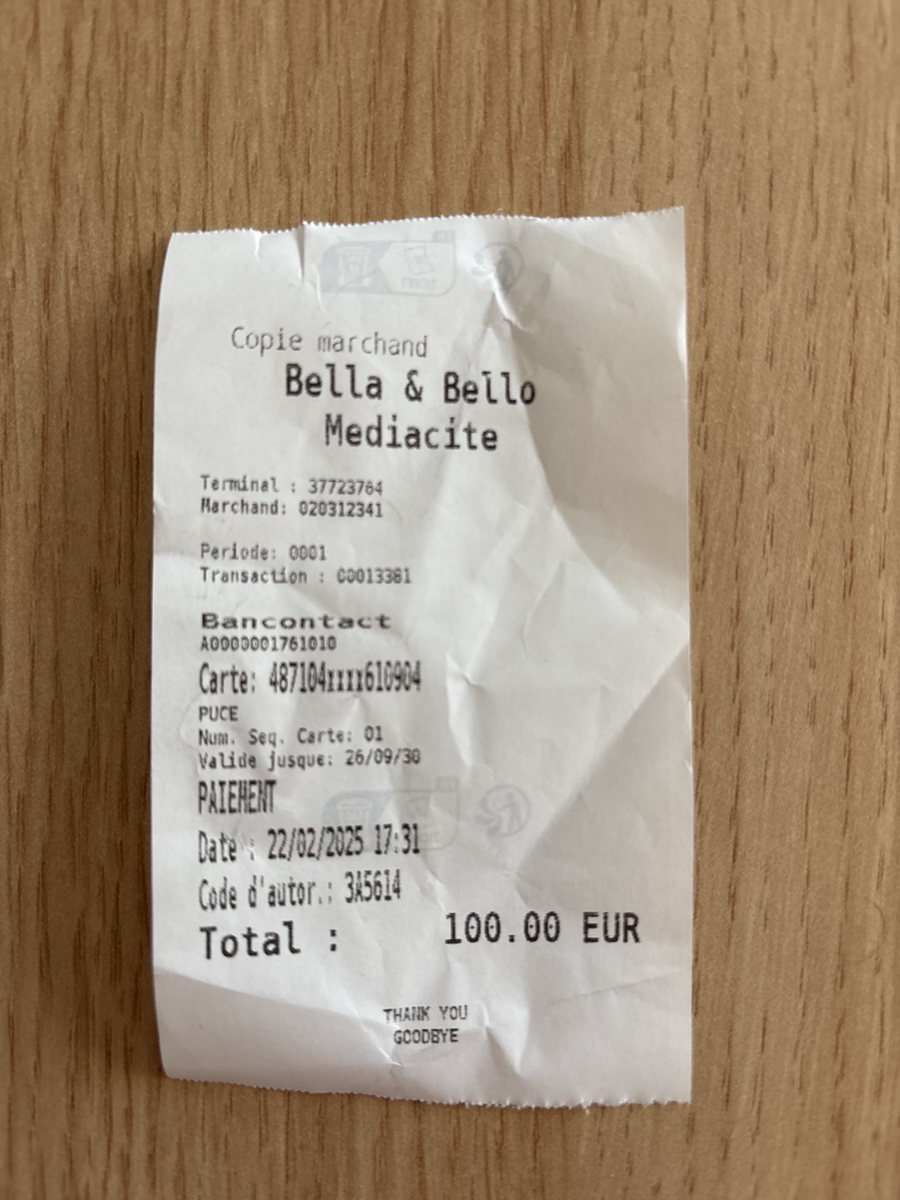 Copie marchand
Bella & Bello
Mediacite
Terminal : 37723764
Marchand: 020312341
Periode: 0001
Transaction : 00013381
Bancontact
A0000001761010
Carte: 487104xxxx610904
PUCE
Num. Seq. Carte: 01
Valide jusque: 26/09/30
PAIEMENT
Date : 22/02/2025 17:31
Code d'autor.: 3A5614
Total : 100.00 EUR
THANK YOU
GOODBYE